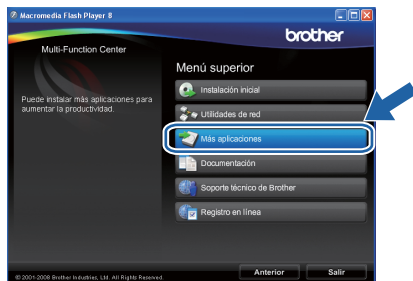 Macromedia Flash Player 8
brother
Multi-Function Center
Menú superior
Puede instalar más aplicaciones para
aumentar la productividad.
Instalación inicial
Utilidades de red
Más aplicaciones
Documentación
Soporte técnico de Brother
Registro en línea
© 2001-2008 Brother Industries, Ltd. All Rights Reserved.
Anterior
Salir